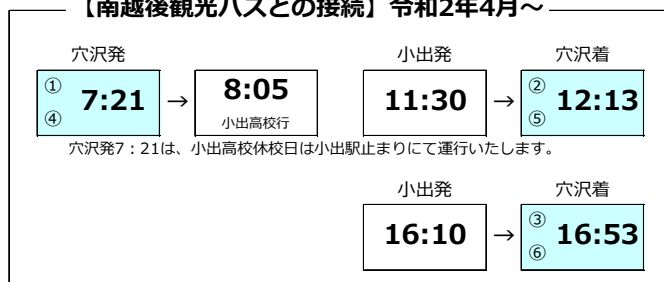 【南越後観光バスとの接続】令和2年4月～
穴沢発
① ④ 7:21 → 8:05 小出高校行
小出発 穴沢着
11:30 → ② ⑤ 12:13
穴沢発7：21は、小出高校休校日は小出駅止まりにて運行いたします。
小出発 穴沢着
16:10 → ③ ⑥ 16:53